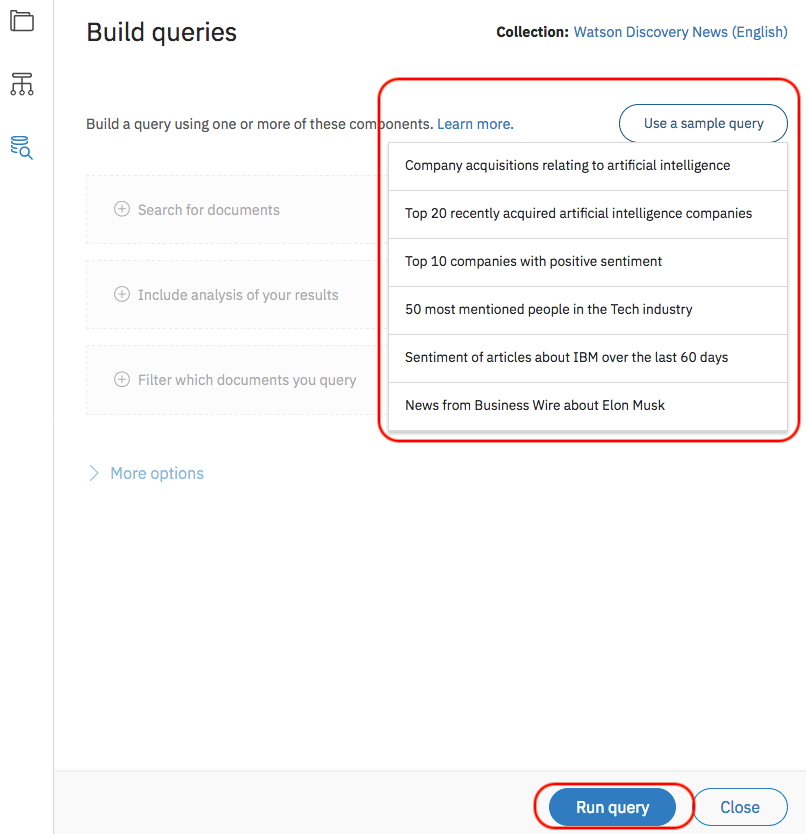 Build queries
Collection: Watson Discovery News (English)
Build a query using one or more of these components. Learn more.
Use a sample query
Company acquisitions relating to artificial intelligence
Top 20 recently acquired artificial intelligence companies
Top 10 companies with positive sentiment
50 most mentioned people in the Tech industry
Sentiment of articles about IBM over the last 60 days
News from Business Wire about Elon Musk
Search for documents
Include analysis of your results
Filter which documents you query
More options
Run query
Close